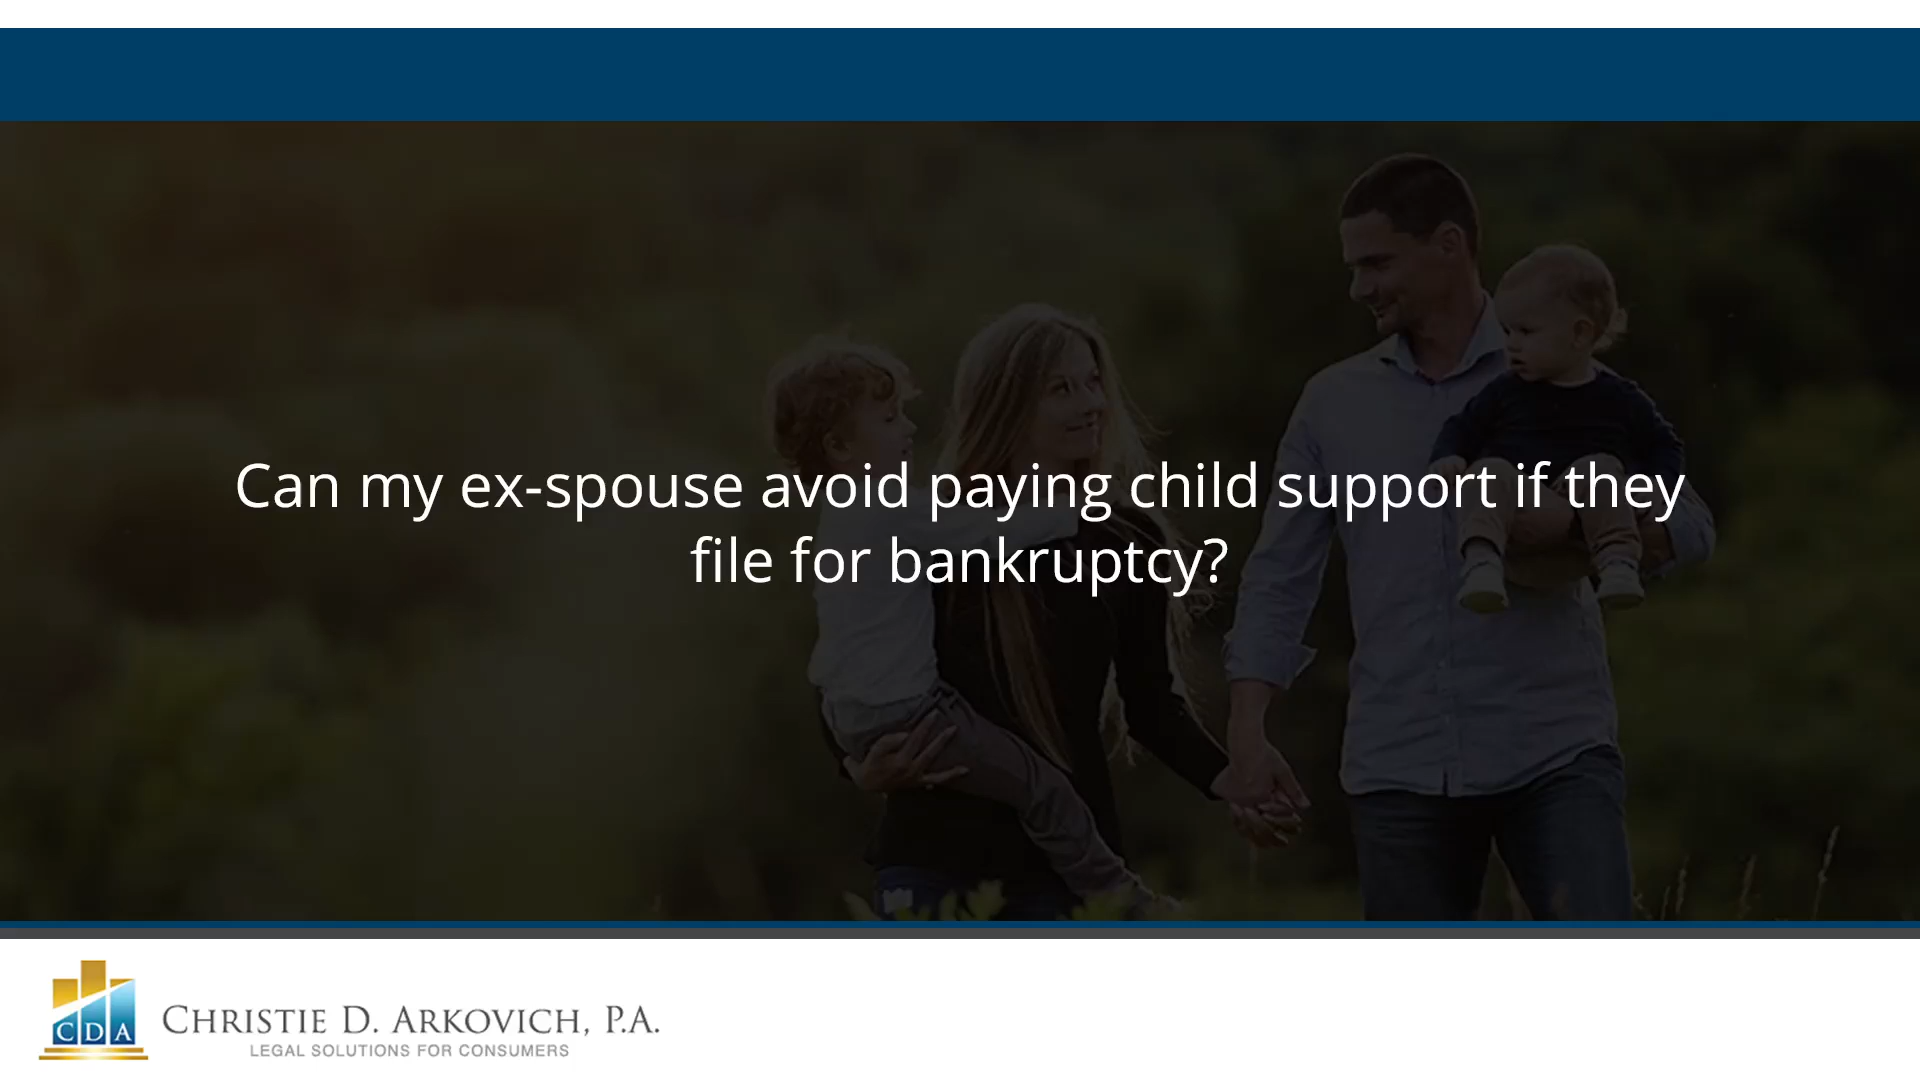 Can my ex-spouse avoid paying child support if they
file for bankruptcy?
CDA
CHRISTIE D. ARKOVICH, P.A.
LEGAL SOLUTIONS FOR CONSUMERS